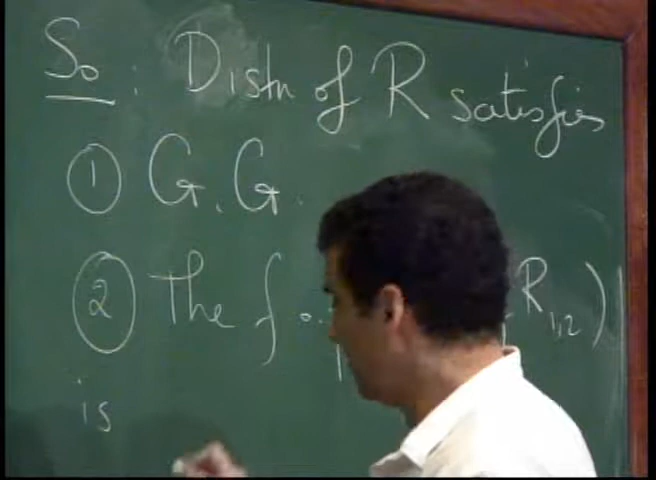 So : Distn of R satisfies
① G.G.
② The f R₁,₂)
is